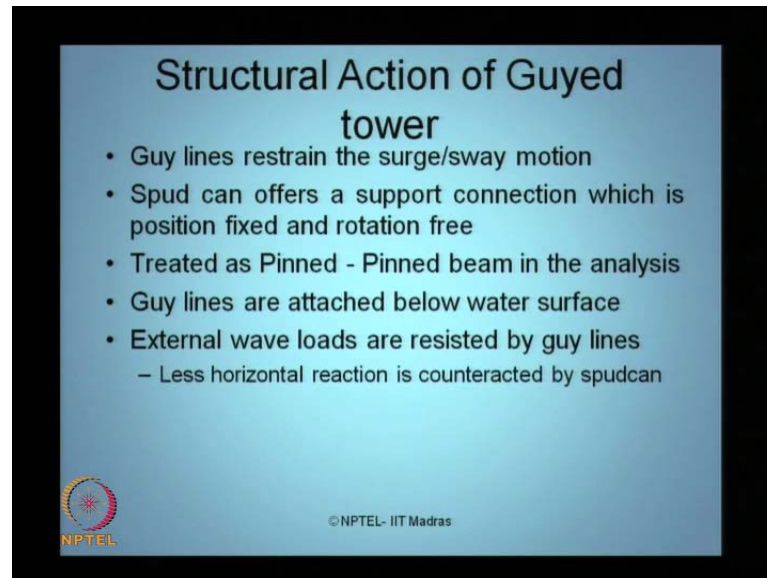 Structural Action of Guyed
tower
• Guy lines restrain the surge/sway motion
• Spud can offers a support connection which is
position fixed and rotation free
• Treated as Pinned - Pinned beam in the analysis
• Guy lines are attached below water surface
• External wave loads are resisted by guy lines
– Less horizontal reaction is counteracted by spudcan
NPTEL
©NPTEL- IIT Madras